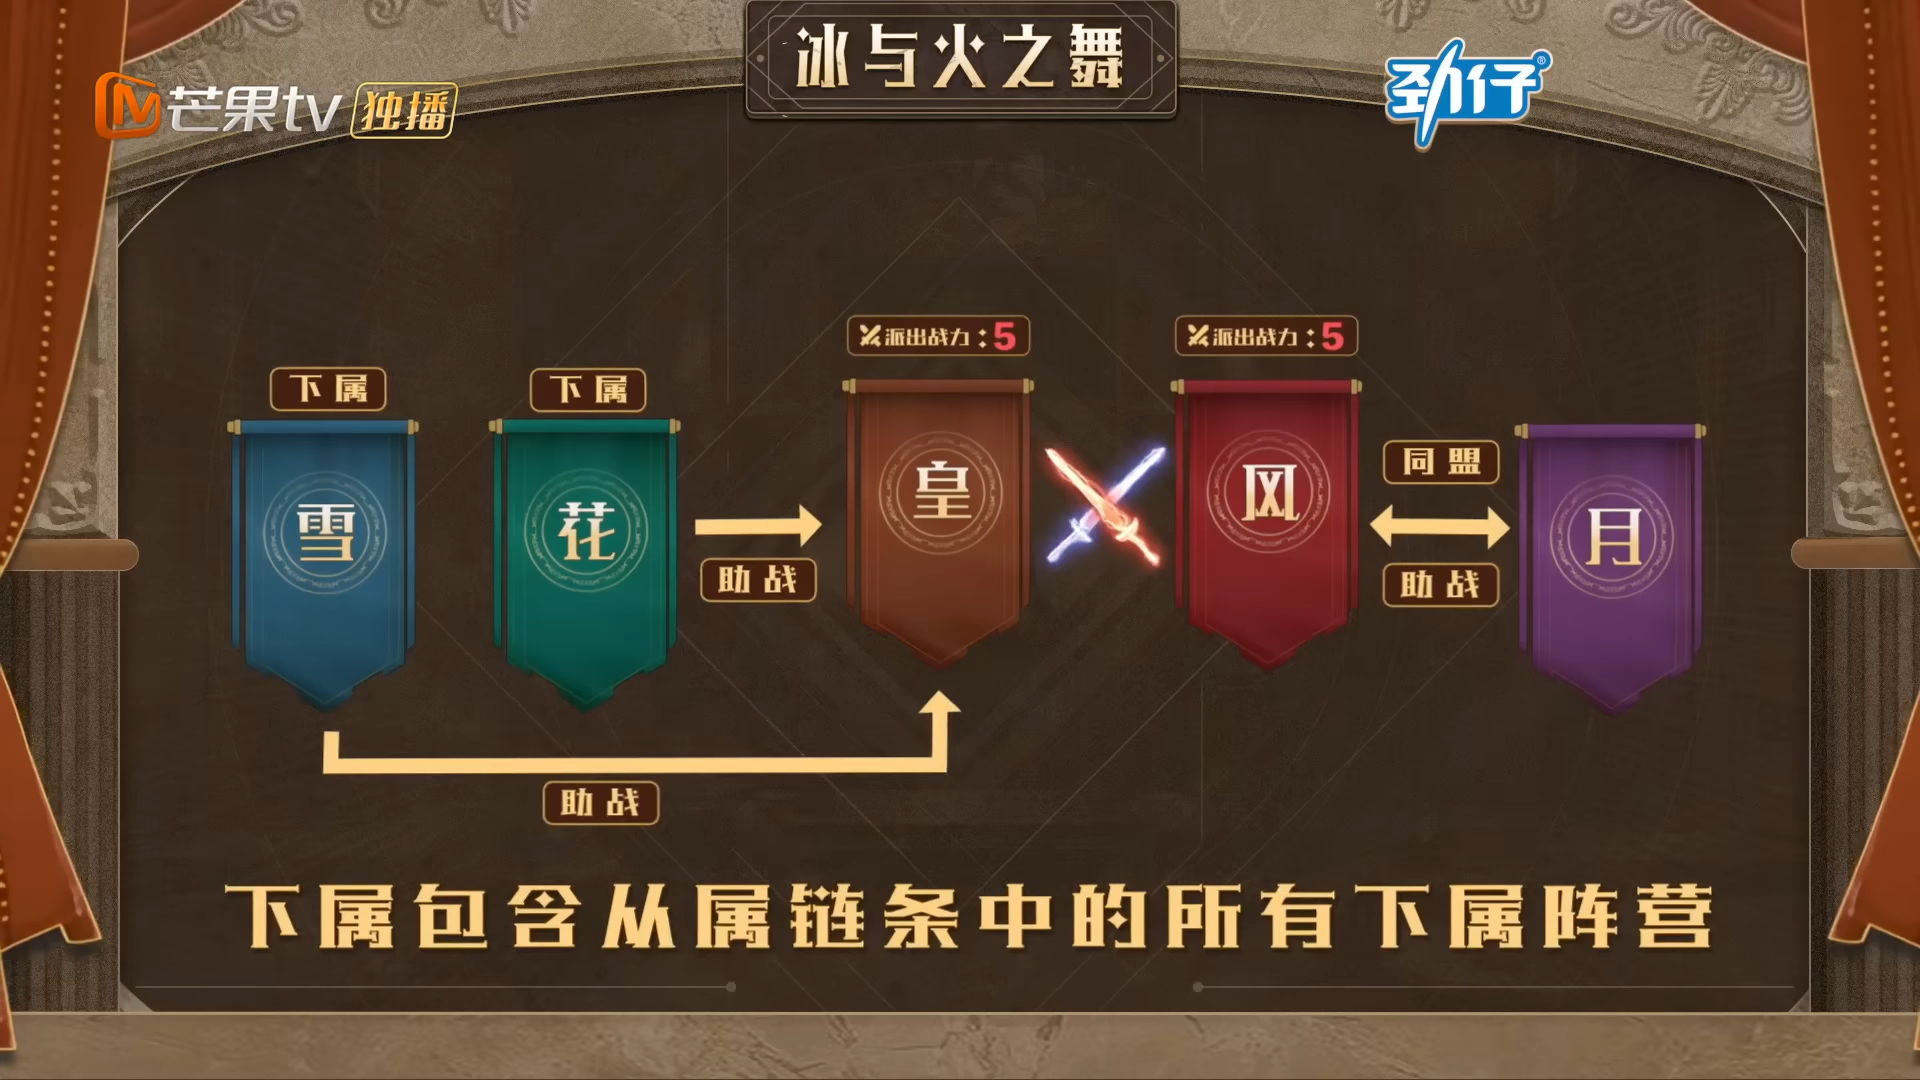 冰与火之舞
芒果tv 独播
劲仔®
派出战力：5
派出战力：5
下属
下属
雪
花
皇
风
月
同盟
助战
助战
助战
下属包含从属链条中的所有下属阵营